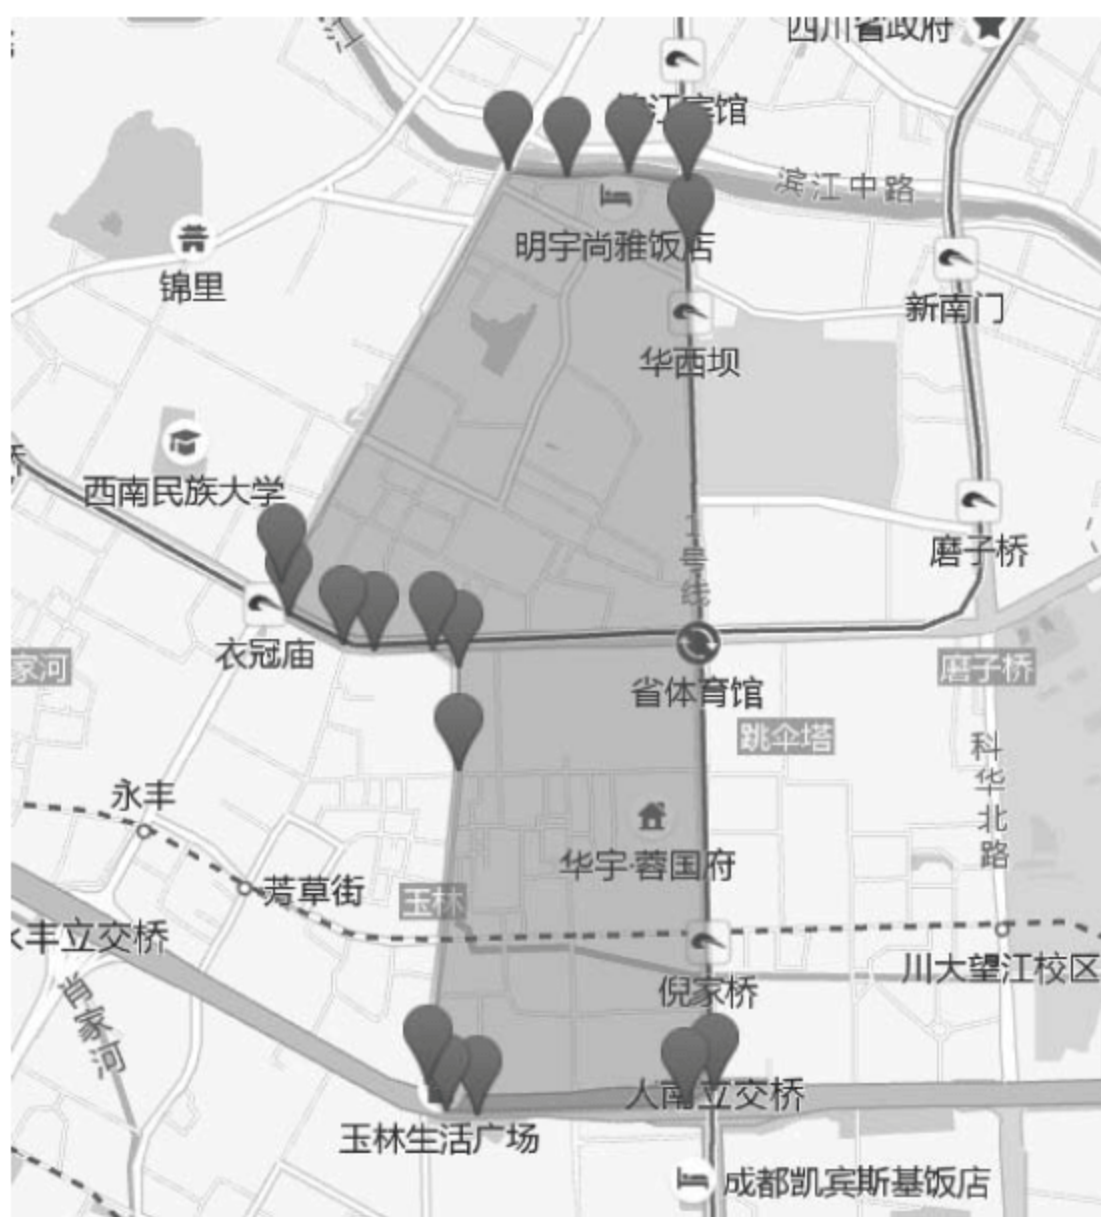 江
四川省政府
锦江宾馆
滨江中路
明宇尚雅饭店
锦里
新南门
华西坝
桥
西南民族大学
1号线
磨子桥
衣冠庙
家河
省体育馆
磨子桥
跳伞塔
科华北路
永丰
华宇·蓉国府
芳草街
玉林
永丰立交桥
川大望江校区
肖家河
倪家桥
人南立交桥
玉林生活广场
成都凯宾斯基饭店